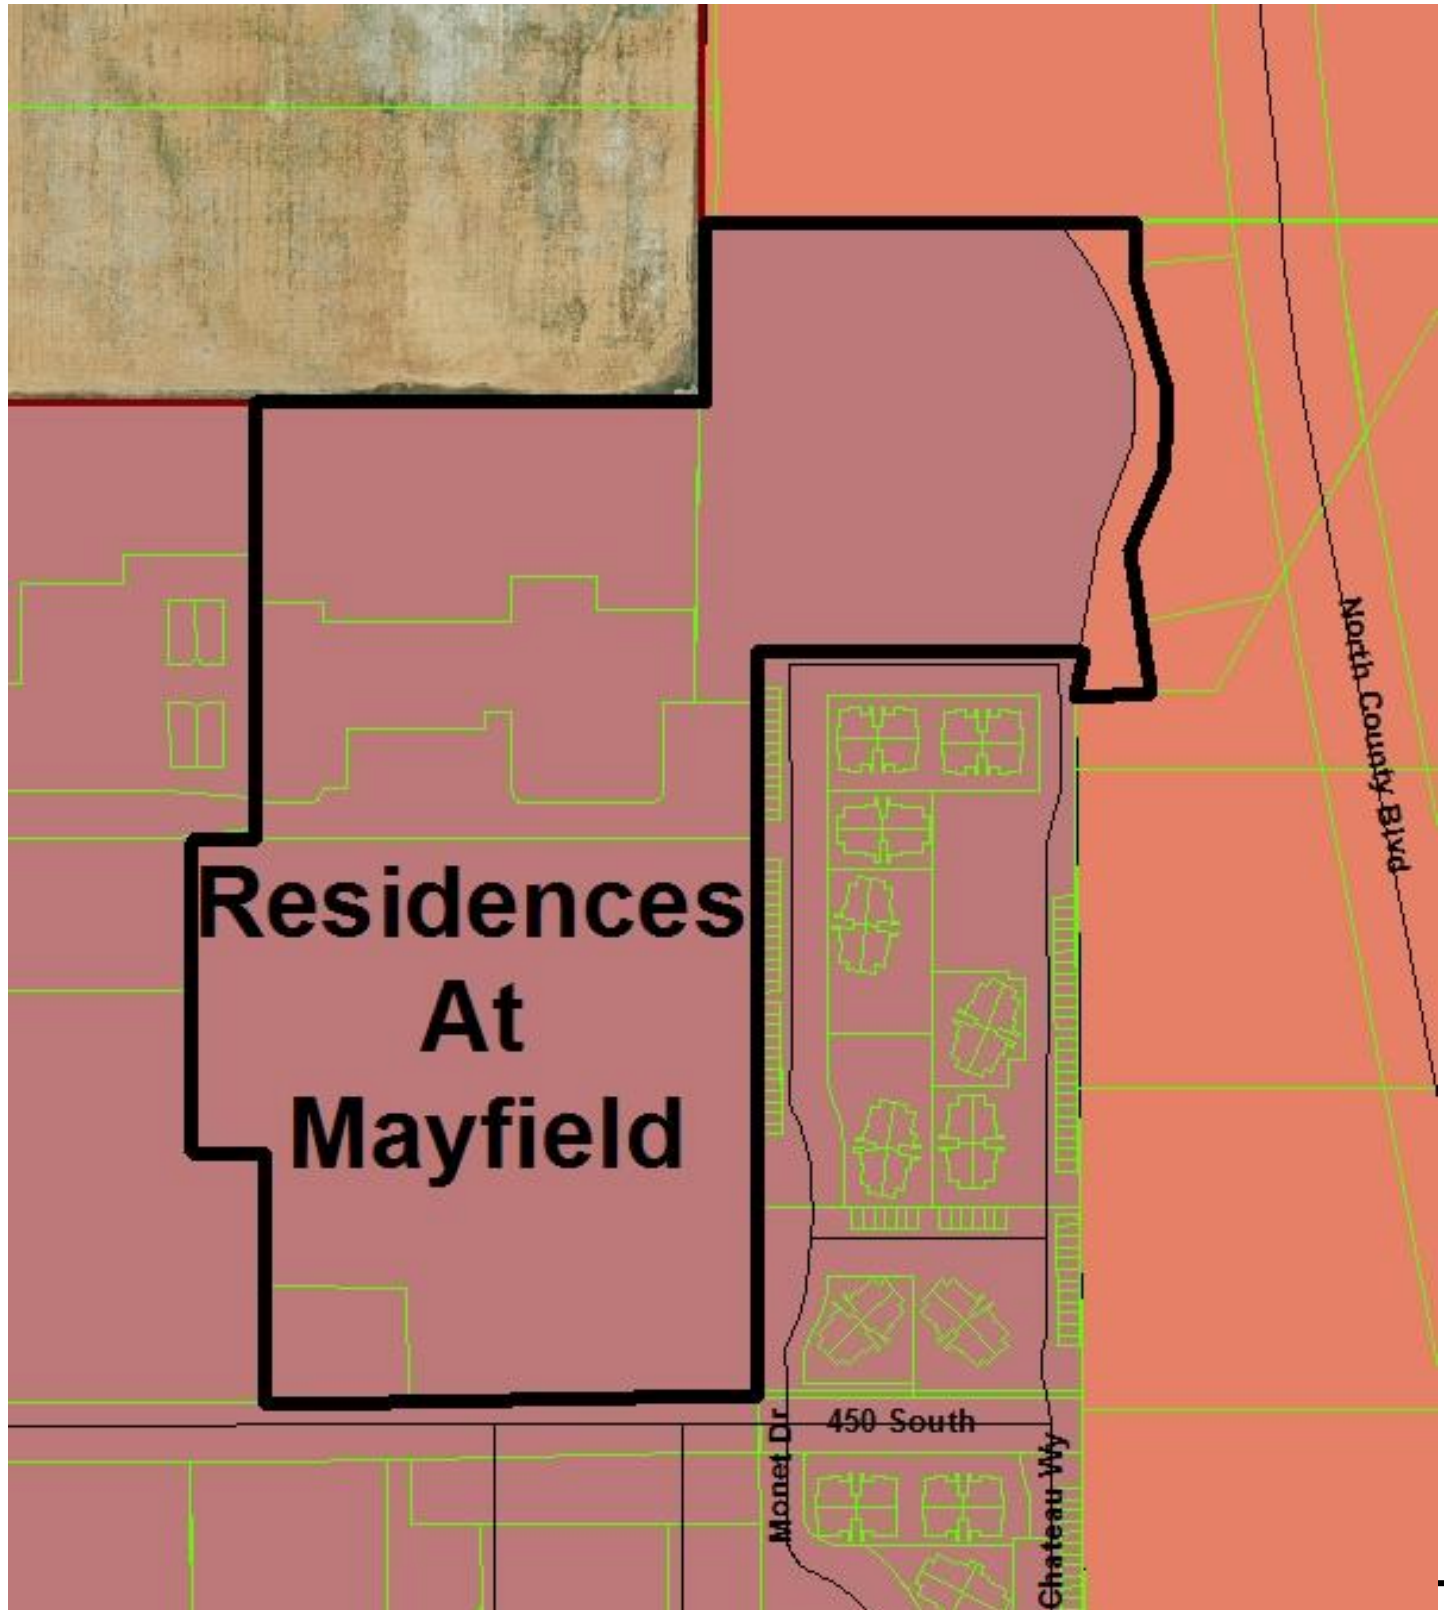 North County Blvd
Residences
At
Mayfield
450 South
Monet Dr
Chateau Wy